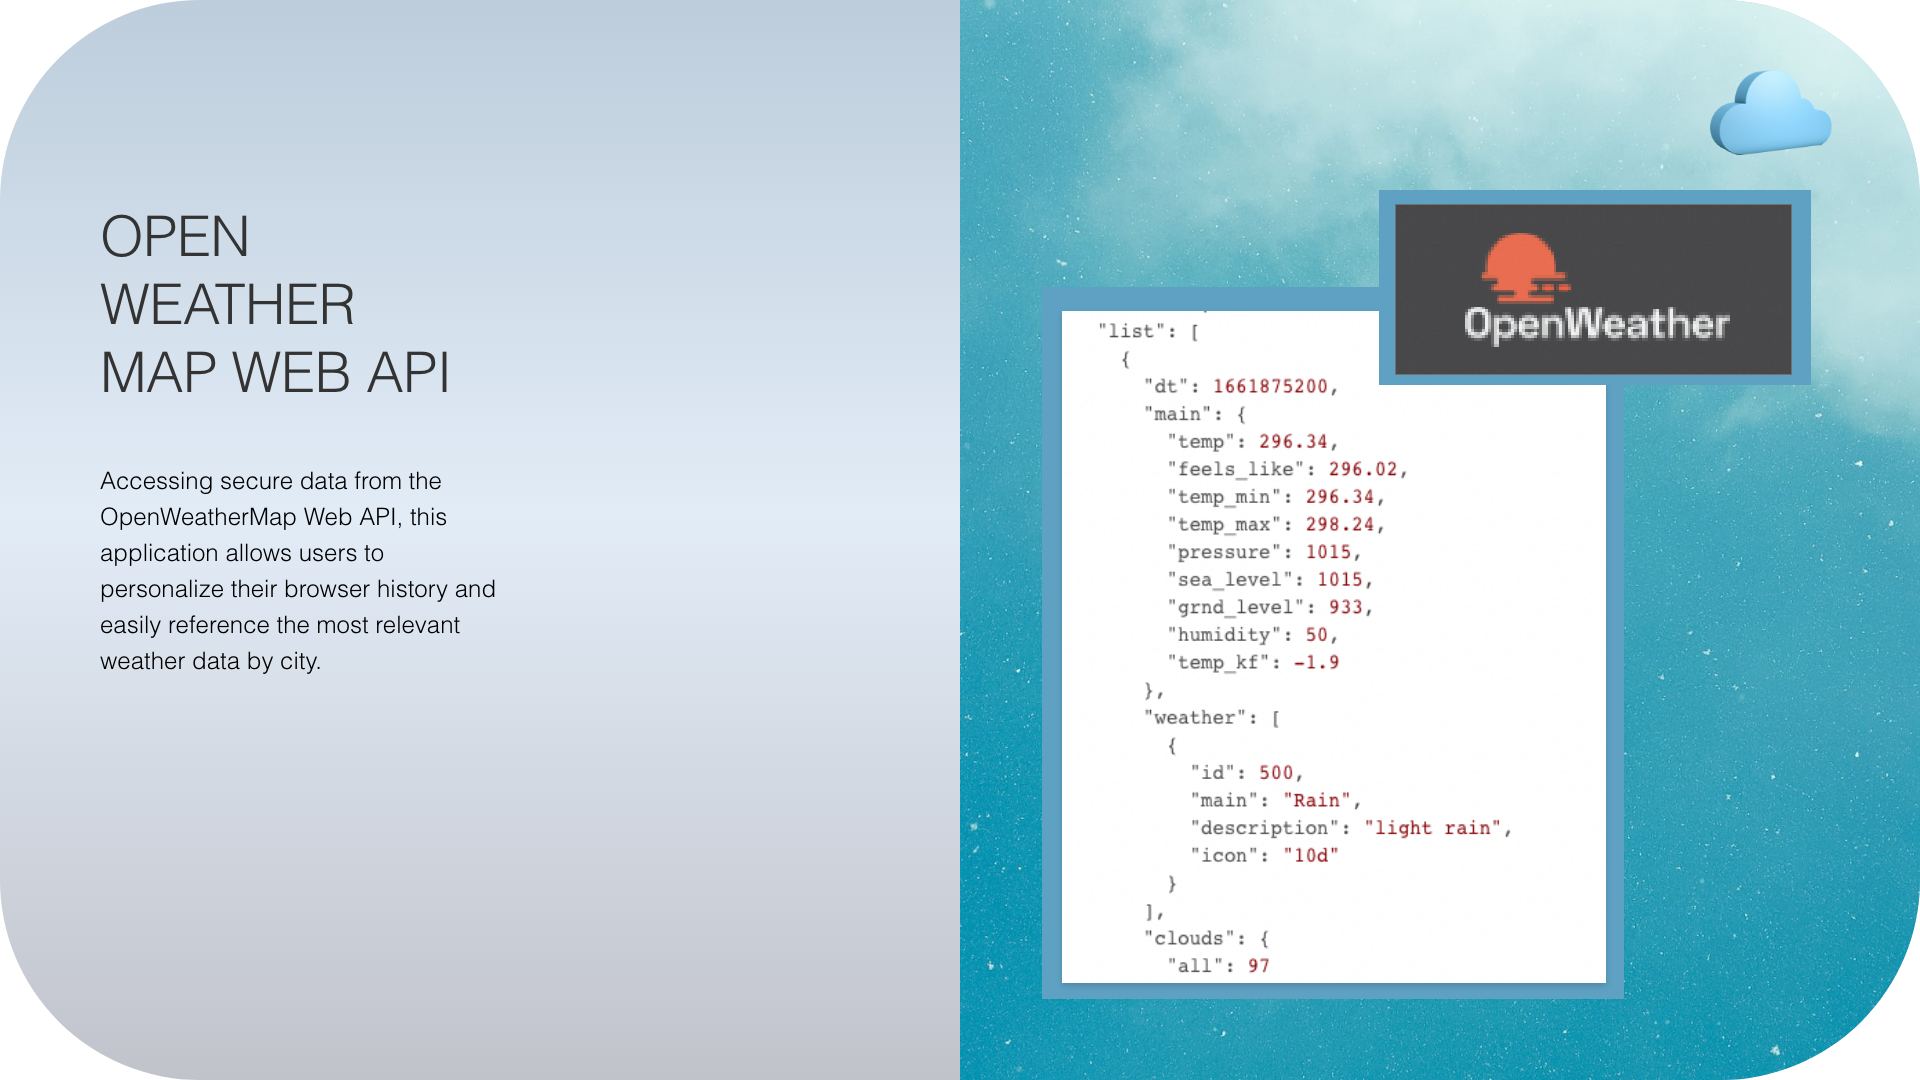 OPEN
WEATHER
MAP WEB API
Accessing secure data from the
OpenWeatherMap Web API, this
application allows users to
personalize their browser history and
easily reference the most relevant
weather data by city.
OpenWeather
"list": [
{
"dt": 1661875200,
"main": {
"temp": 296.34,
"feels_like": 296.02,
"temp_min": 296.34,
"temp_max": 298.24,
"pressure": 1015,
"sea_level": 1015,
"grnd_level": 933,
"humidity": 50,
"temp_kf": -1.9
},
"weather": [
{
"id": 500,
"main": "Rain",
"description": "light rain",
"icon": "10d"
}
],
"clouds": {
"all": 97